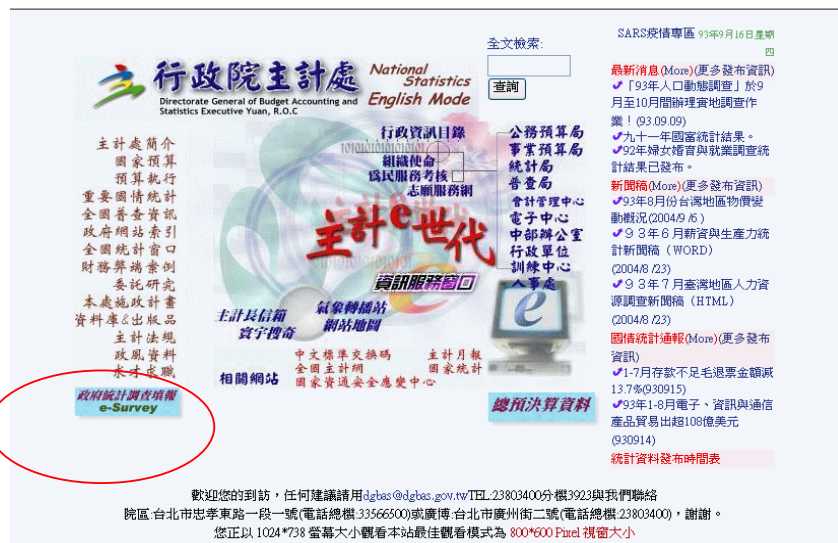 行政院主計處
Directorate General of Budget Accounting and
Statistics Executive Yuan, R.O.C
National
Statistics
English Mode
全文檢索:
查詢
主計處簡介
國家預算
預算執行
重要國情統計
全國普查資訊
政府網站索引
全國統計窗口
財務弊端案例
委託研究
本處施政計畫
資料庫&出版品
主計法規
政風資料
求才求職
政府統計調查填報
e-Survey
行政資訊目錄
組織使命
為民服務考核
志願服務網
主計e世代
資訊服務窗口
主計長信箱
寰宇搜奇
氣象轉播站
網站地圖
公務預算局
事業預算局
統計局
普查局
會計管理中心
電子中心
中部辦公室
行政單位
訓練中心
人事處
相關網站
中文標準交換碼
全國主計網
國家資通安全應變中心
主計月報
國家統計
總預決算資料
SARS疫情專區 93年9月16日星期
四
最新消息(More)(更多發布資訊)
「93年人口動態調查」於9
月至10月間辦理實地調查作
業！(93.09.09)
九十一年國富統計結果。
92年婦女婚育與就業調查統
計結果已發布。
新聞稿(More)(更多發布資訊)
93年8月份台灣地區物價變
動概況(2004/9 /6 )
９３年６月薪資與生產力統
計新聞稿（WORD）
(2004/8 /23)
９３年７月臺灣地區人力資
源調查新聞稿（HTML）
(2004/8 /23)
國情統計通報(More)(更多發布
資訊)
1-7月存款不足毛退票金額減
13.7%(930915)
93年1-8月電子、資訊與通信
產品貿易出超108億美元
(930914)
統計資料發布時間表
歡迎您的到訪，任何建議請用dgbas@dgbas.gov.twTEL:23803400分機3923與我們聯絡
院區:台北市忠孝東路一段一號(電話總機:33566500)或廣博:台北市廣州街二號(電話總機:23803400)，謝謝。
您正以 1024*738 螢幕大小觀看本站最佳觀看模式為 800*600 Pixel 視窗大小